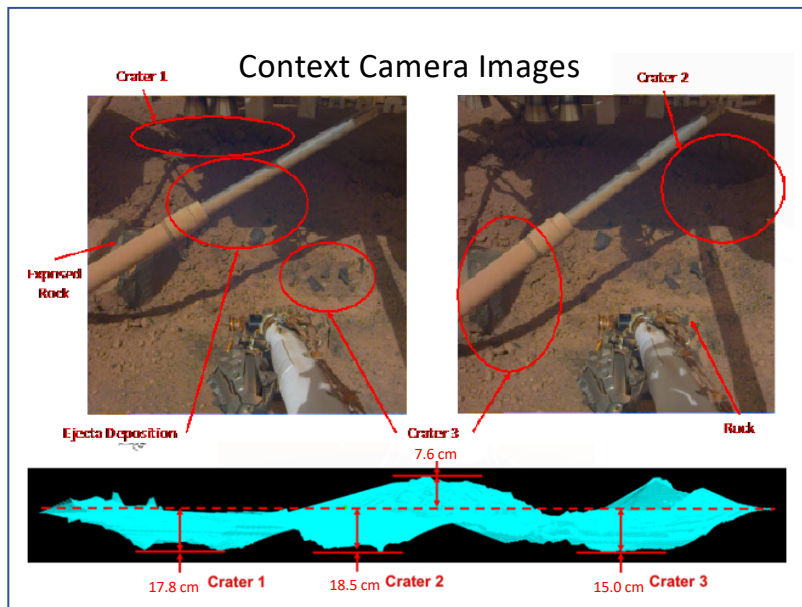 Context Camera Images
Crater 1
Crater 2
Exposed
Rock
Ejecta Deposition
Crater 3
Rock
7.6 cm
17.8 cm
Crater 1
18.5 cm
Crater 2
15.0 cm
Crater 3